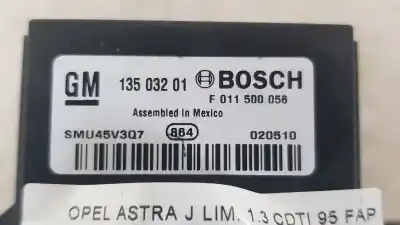 GM 135 032 01 BOSCH
F 011 500 056
Assembled in Mexico
SMU45V3Q7 884 020510
OPEL ASTRA J LIM. 1.3 CDTI 95 FAP